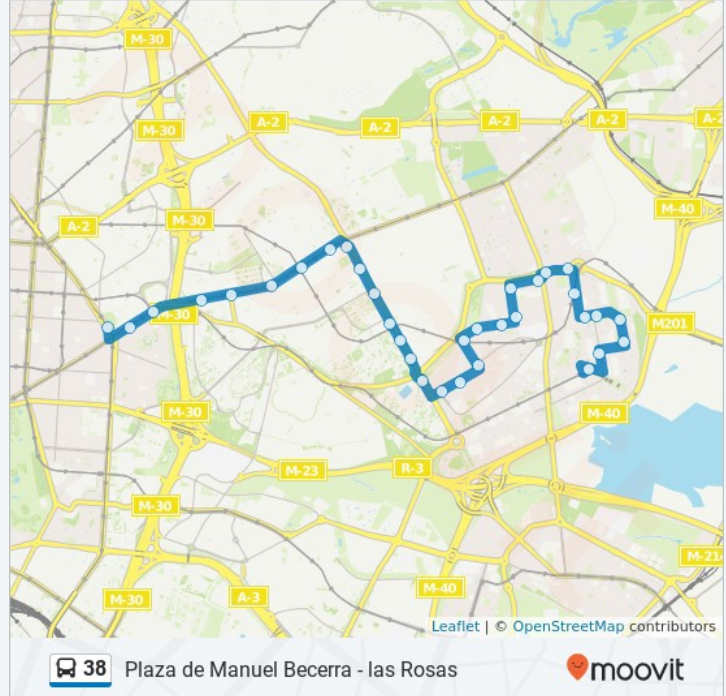 M-30
M-30
A-2
A-2
A-2
A-2
A-2
M-40
M-30
A-2
M-30
M201
M-30
M-40
M-23
R-3
M-30
M-21
M-30
A-3
M-40
Leaflet | © OpenStreetMap contributors
38 Plaza de Manuel Becerra - las Rosas
moovit